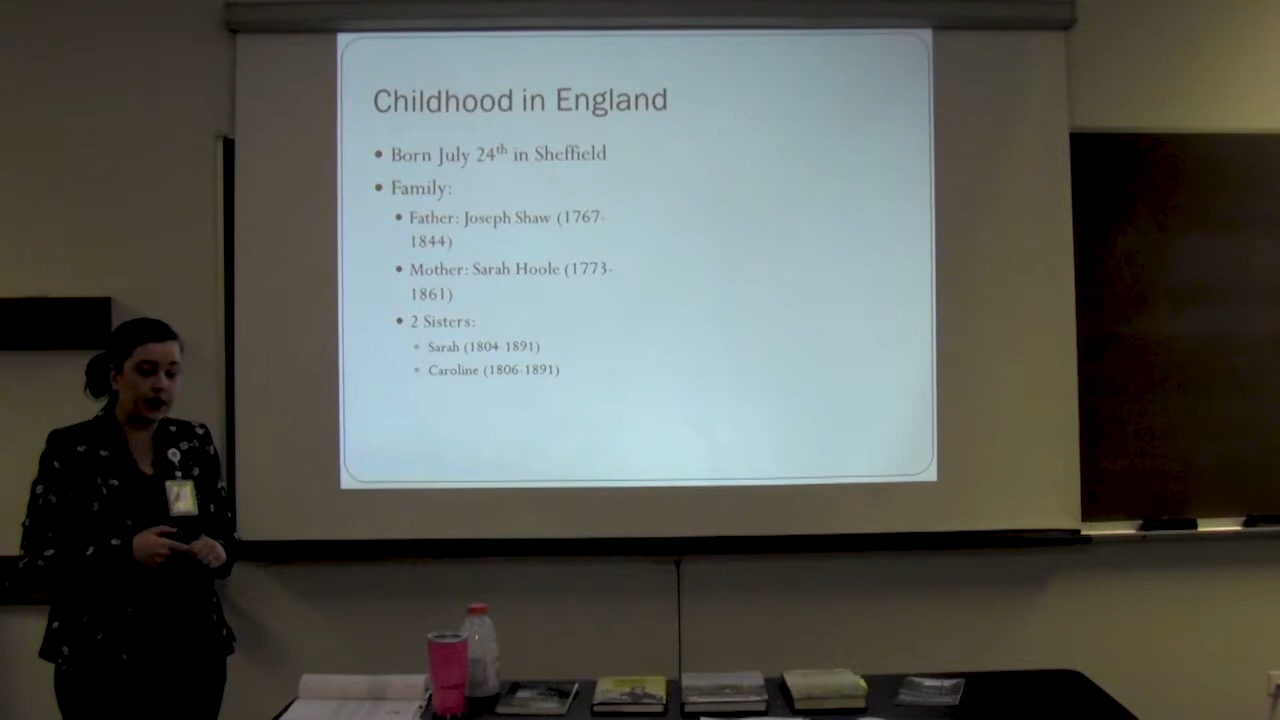 Childhood in England
• Born July 24th in Sheffield
• Family:
• Father: Joseph Shaw (1767-
1844)
• Mother: Sarah Hoole (1773-
1861)
• 2 Sisters:
• Sarah (1804-1891)
• Caroline (1806-1891)